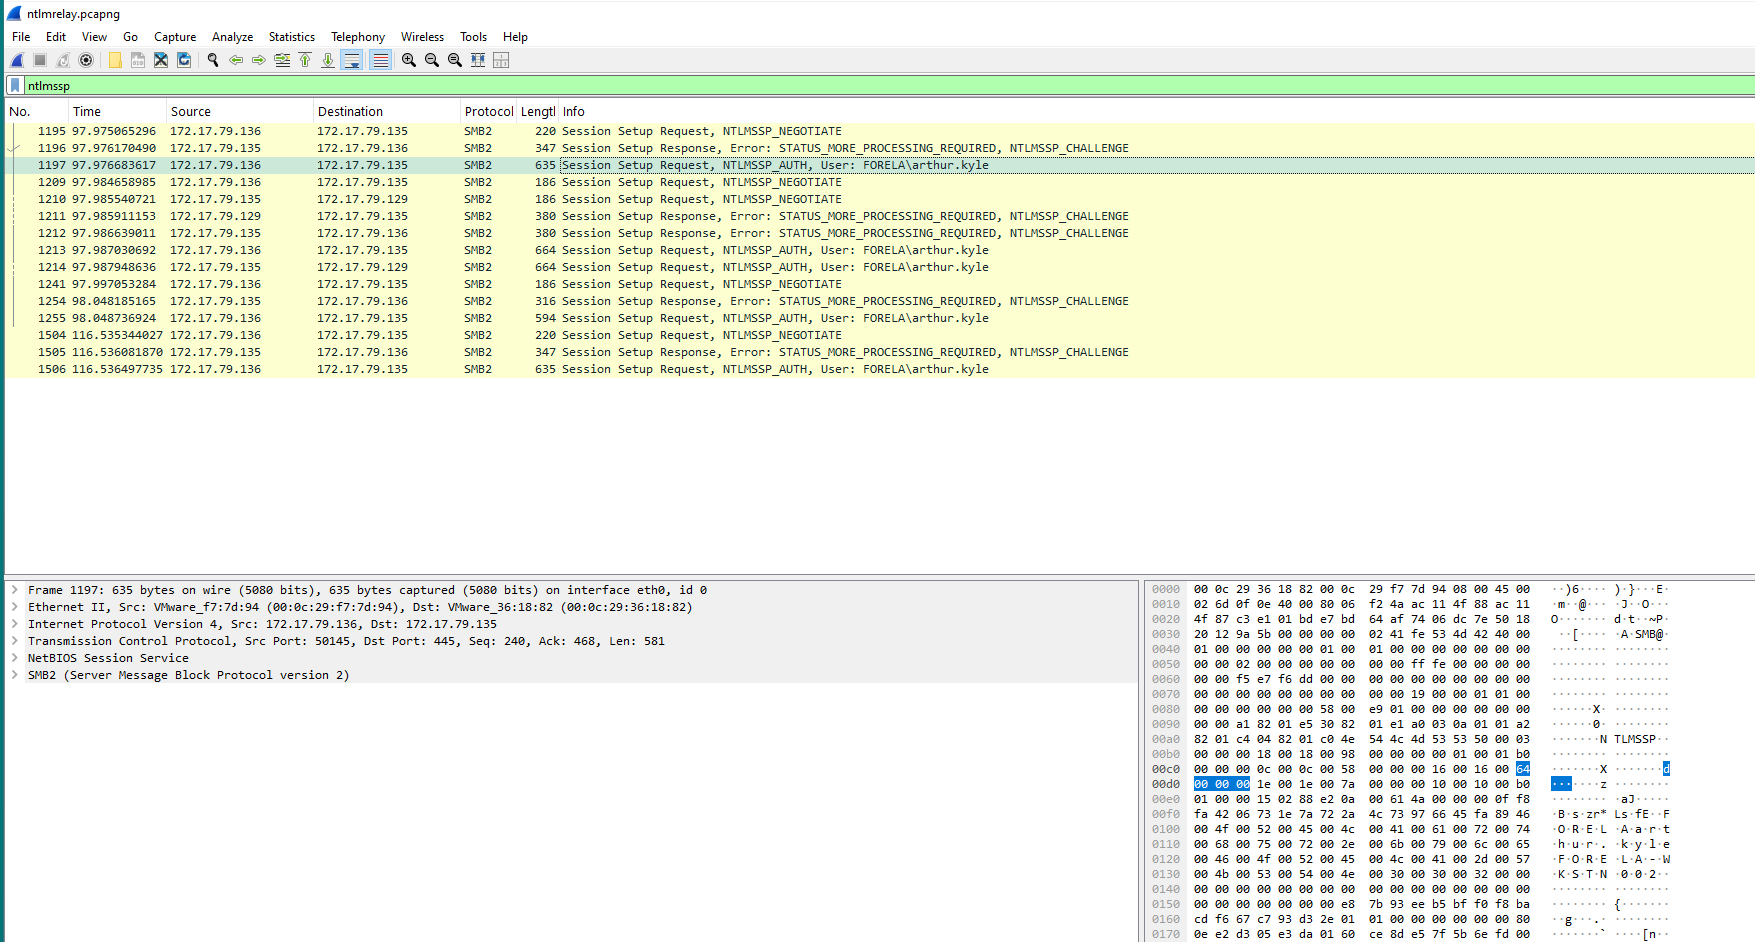 ntlmrelay.pcapng
File Edit View Go Capture Analyze Statistics Telephony Wireless Tools Help
ntlmssp
No. Time Source Destination Protocol Lengtl Info
1195 97.975065296 172.17.79.136 172.17.79.135 SMB2 220 Session Setup Request, NTLMSSP_NEGOTIATE
1196 97.976170490 172.17.79.135 172.17.79.136 SMB2 347 Session Setup Response, Error: STATUS_MORE_PROCESSING_REQUIRED, NTLMSSP_CHALLENGE
1197 97.976683617 172.17.79.136 172.17.79.135 SMB2 635 Session Setup Request, NTLMSSP_AUTH, User: FORELA\arthur.kyle
1209 97.984658985 172.17.79.136 172.17.79.135 SMB2 186 Session Setup Request, NTLMSSP_NEGOTIATE
1210 97.985540721 172.17.79.135 172.17.79.129 SMB2 186 Session Setup Request, NTLMSSP_NEGOTIATE
1211 97.985911153 172.17.79.129 172.17.79.135 SMB2 380 Session Setup Response, Error: STATUS_MORE_PROCESSING_REQUIRED, NTLMSSP_CHALLENGE
1212 97.986639011 172.17.79.135 172.17.79.136 SMB2 380 Session Setup Response, Error: STATUS_MORE_PROCESSING_REQUIRED, NTLMSSP_CHALLENGE
1213 97.987030692 172.17.79.136 172.17.79.135 SMB2 664 Session Setup Request, NTLMSSP_AUTH, User: FORELA\arthur.kyle
1214 97.987948636 172.17.79.135 172.17.79.129 SMB2 664 Session Setup Request, NTLMSSP_AUTH, User: FORELA\arthur.kyle
1241 97.997053284 172.17.79.136 172.17.79.135 SMB2 186 Session Setup Request, NTLMSSP_NEGOTIATE
1254 98.048185165 172.17.79.135 172.17.79.136 SMB2 316 Session Setup Response, Error: STATUS_MORE_PROCESSING_REQUIRED, NTLMSSP_CHALLENGE
1255 98.048736924 172.17.79.136 172.17.79.135 SMB2 594 Session Setup Request, NTLMSSP_AUTH, User: FORELA\arthur.kyle
1504 116.535344027 172.17.79.136 172.17.79.135 SMB2 220 Session Setup Request, NTLMSSP_NEGOTIATE
1505 116.536081870 172.17.79.135 172.17.79.136 SMB2 347 Session Setup Response, Error: STATUS_MORE_PROCESSING_REQUIRED, NTLMSSP_CHALLENGE
1506 116.536497735 172.17.79.136 172.17.79.135 SMB2 635 Session Setup Request, NTLMSSP_AUTH, User: FORELA\arthur.kyle
Frame 1197: 635 bytes on wire (5080 bits), 635 bytes captured (5080 bits) on interface eth0, id 0
Ethernet II, Src: VMware_f7:7d:94 (00:0c:29:f7:7d:94), Dst: VMware_36:18:82 (00:0c:29:36:18:82)
Internet Protocol Version 4, Src: 172.17.79.136, Dst: 172.17.79.135
Transmission Control Protocol, Src Port: 50145, Dst Port: 445, Seq: 240, Ack: 468, Len: 581
NetBIOS Session Service
SMB2 (Server Message Block Protocol version 2)
0000 00 0c 29 36 18 82 00 0c 29 f7 7d 94 08 00 45 00 ··)6···· )·}···E·
0010 02 6d 0f 0e 40 00 80 06 f2 4a ac 11 4f 88 ac 11 ·m··@··· ·J··O···
0020 4f 87 c3 e1 01 bd e7 bd 64 af 74 06 dc 7e 50 18 O······· d·t··~P·
0030 20 12 9a 5b 00 00 00 00 02 41 fe 53 4d 42 40 00  ··[···· ·A·SMB@·
0040 01 00 00 00 00 00 01 00 01 00 00 00 00 00 00 00 ········ ········
0050 00 00 02 00 00 00 00 00 00 00 ff fe 00 00 00 00 ········ ········
0060 00 00 f5 e7 f6 dd 00 00 00 00 00 00 00 00 00 00 ········ ········
0070 00 00 00 00 00 00 00 00 00 00 19 00 00 01 01 00 ········ ········
0080 00 00 00 00 00 00 58 00 e9 01 00 00 00 00 00 00 ······X· ········
0090 00 00 a1 82 01 e5 30 82 01 e1 a0 03 0a 01 01 a2 ······0· ········
00a0 82 01 c4 04 82 01 c0 4e 54 4c 4d 53 53 50 00 03 ·······N TLMSSP··
00b0 00 00 00 18 00 18 00 98 00 00 00 00 01 00 01 b0 ········ ········
00c0 00 00 00 0c 00 0c 00 58 00 00 00 16 00 16 00 64 ·······X ·······d
00d0 00 00 00 1e 00 1e 00 7a 00 00 00 10 00 10 00 b0 ·······z ········
00e0 01 00 00 15 02 88 e2 0a 00 61 4a 00 00 00 0f f8 ········ ·aJ·····
00f0 fa 42 06 73 1e 7a 72 2a 4c 73 97 66 45 fa 89 46 ·B·s·zr* Ls·fE··F
0100 00 4f 00 52 00 45 00 4c 00 41 00 61 00 72 00 74 ·O·R·E·L ·A·a·r·t
0110 00 68 00 75 00 72 00 2e 00 6b 00 79 00 6c 00 65 ·h·u·r·. ·k·y·l·e
0120 00 46 00 4f 00 52 00 45 00 4c 00 41 00 2d 00 57 ·F·O·R·E ·L·A·-·W
0130 00 4b 00 53 00 54 00 4e 00 30 00 30 00 32 00 00 ·K·S·T·N ·0·0·2··
0140 00 00 00 00 00 00 00 00 00 00 00 00 00 00 00 00 ········ ········
0150 00 00 00 00 00 00 00 e8 7b 93 ee b5 bf f0 f8 ba ········ {·······
0160 cd f6 67 c7 93 d3 2e 01 01 00 00 00 00 00 00 80 ··g···.· ········
0170 0e e2 d3 05 e3 da 01 60 ce 8d e5 7f 5b 6e fd 00 ·······` ····[n··